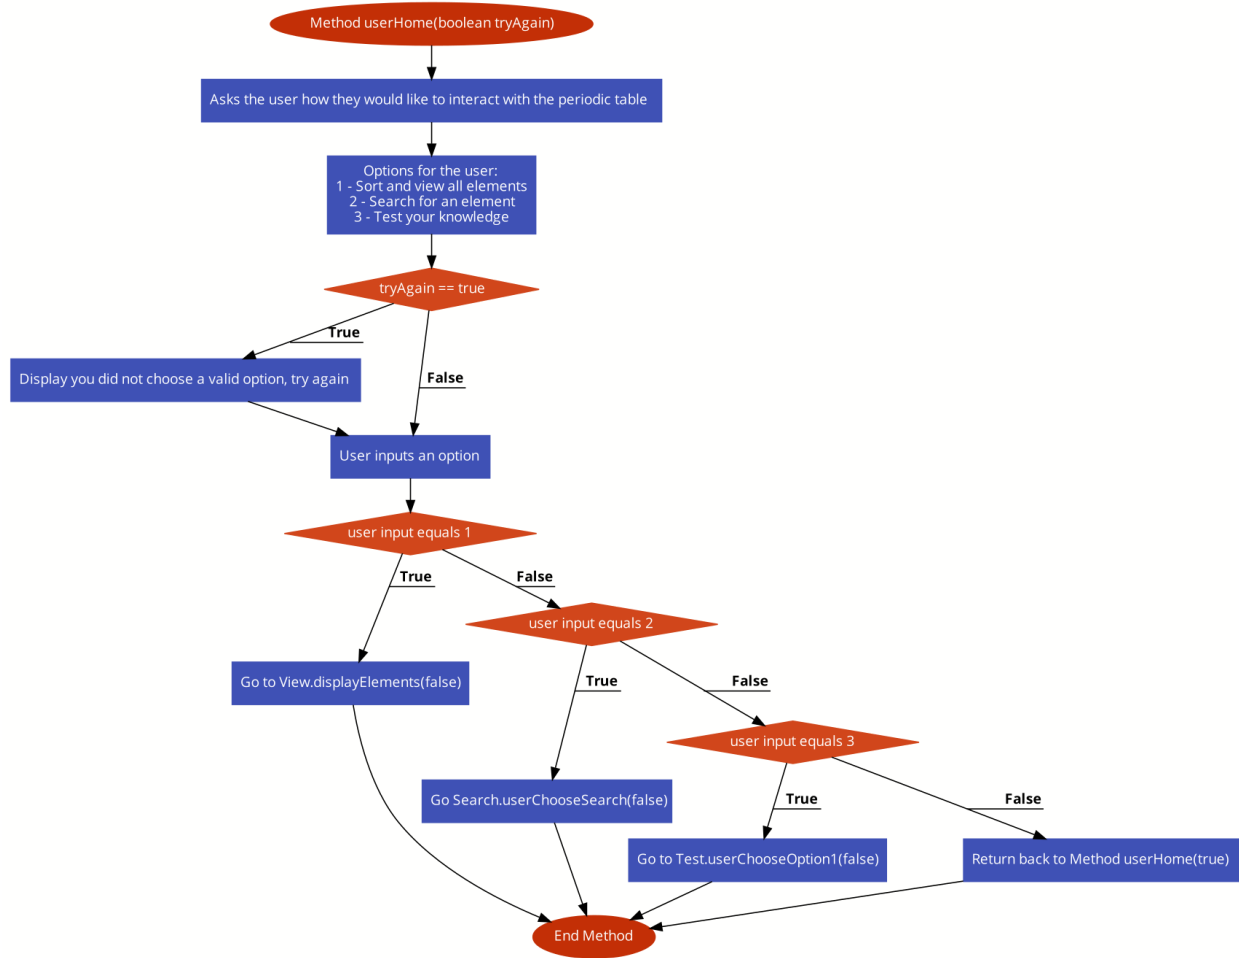 Method userHome(boolean tryAgain)
Asks the user how they would like to interact with the periodic table
Options for the user:
1 - Sort and view all elements
2 - Search for an element
3 - Test your knowledge
tryAgain == true
True
False
Display you did not choose a valid option, try again
User inputs an option
user input equals 1
True
False
user input equals 2
Go to View.displayElements(false)
True
False
user input equals 3
Go Search.userChooseSearch(false)
True
False
Go to Test.userChooseOption1(false)
Return back to Method userHome(true)
End Method